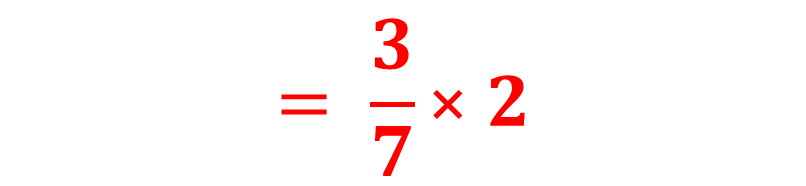 = 3/7 × 2